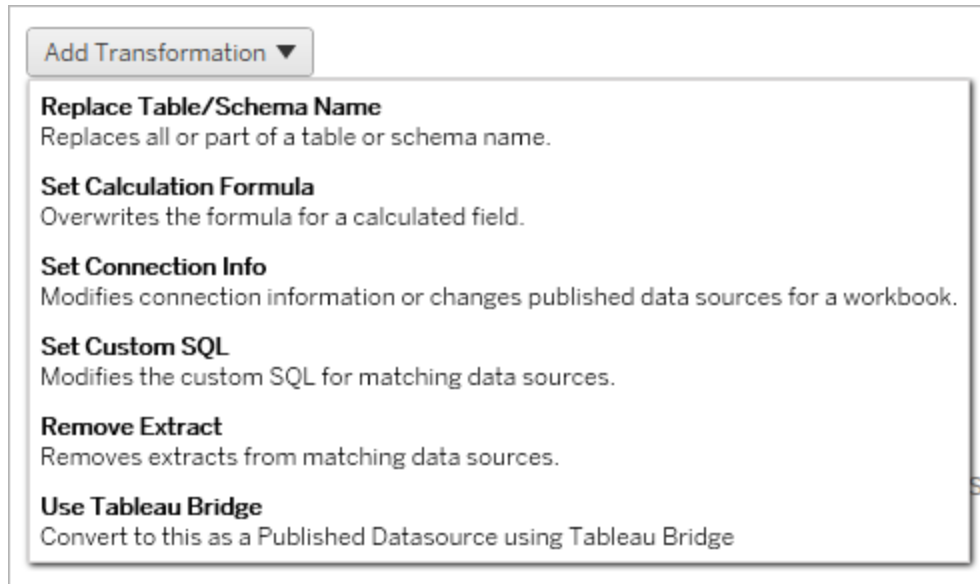 Add Transformation ▼
Replace Table/Schema Name
Replaces all or part of a table or schema name.
Set Calculation Formula
Overwrites the formula for a calculated field.
Set Connection Info
Modifies connection information or changes published data sources for a workbook.
Set Custom SQL
Modifies the custom SQL for matching data sources.
Remove Extract
Removes extracts from matching data sources.
Use Tableau Bridge
Convert to this as a Published Datasource using Tableau Bridge